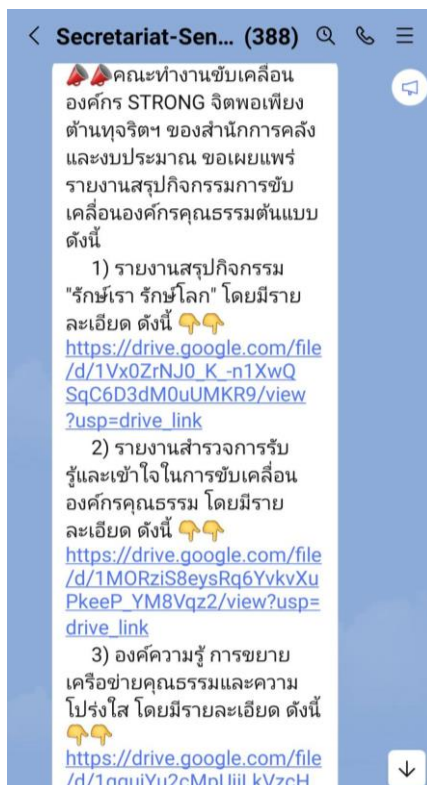 Secretariat-Sen... (388)
📣📣คณะทำงานขับเคลื่อน
องค์กร STRONG จิตพอเพียง
ต้านทุจริตฯ ของสำนักการคลัง
และงบประมาณ ขอเผยแพร่
รายงานสรุปกิจกรรมการขับ
เคลื่อนองค์กรคุณธรรมต้นแบบ
ดังนี้
1) รายงานสรุปกิจกรรม
"รักษ์เรา รักษ์โลก" โดยมีราย
ละเอียด ดังนี้ 👇👇
https://drive.google.com/file
/d/1Vx0ZrNJ0_K_-n1XwQ
SqC6D3dM0uUMKR9/view
?usp=drive_link
2) รายงานสำรวจการรับ
รู้และเข้าใจในการขับเคลื่อน
องค์กรคุณธรรม โดยมีราย
ละเอียด ดังนี้ 👇👇
https://drive.google.com/file
/d/1MORziS8eysRq6YvkvXu
PkeeP_YM8Vqz2/view?usp=
drive_link
3) องค์ความรู้ การขยาย
เครือข่ายคุณธรรมและความ
โปร่งใส โดยมีรายละเอียด ดังนี้
👇👇
https://drive.google.com/file